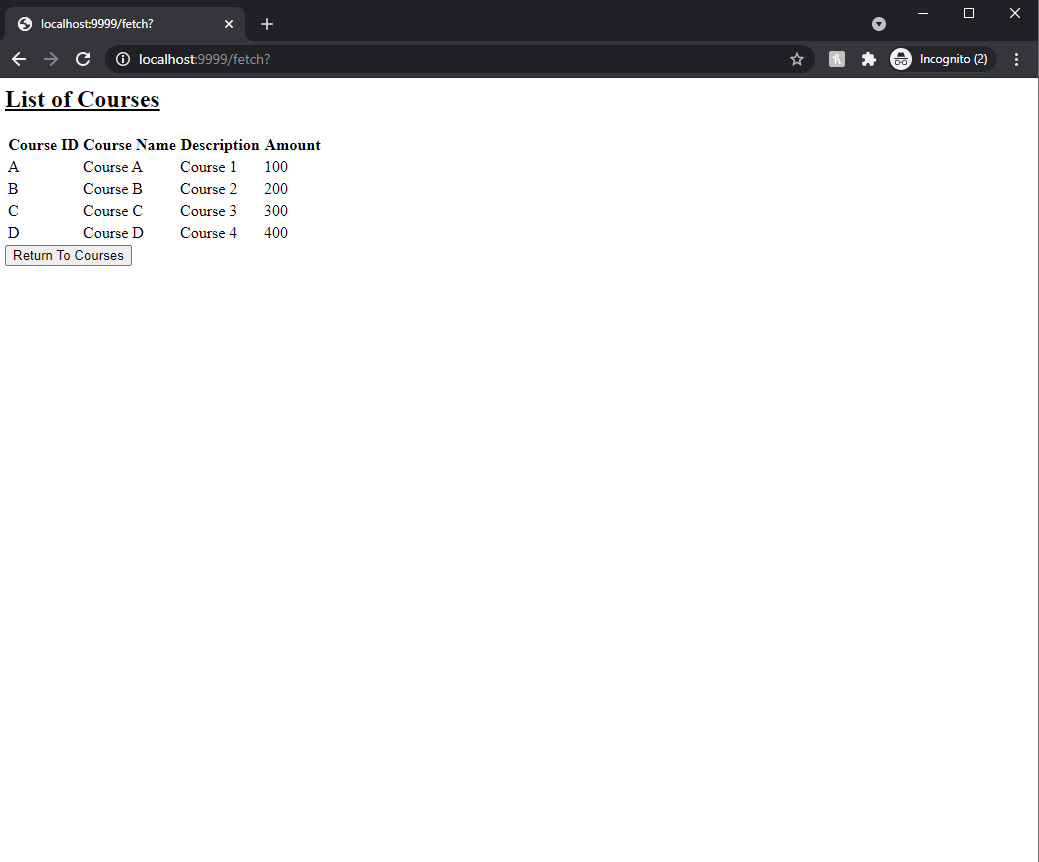 localhost:9999/fetch?
localhost:9999/fetch?
Incognito (2)
List of Courses
Course ID Course Name Description Amount
A Course A Course 1 100
B Course B Course 2 200
C Course C Course 3 300
D Course D Course 4 400
Return To Courses